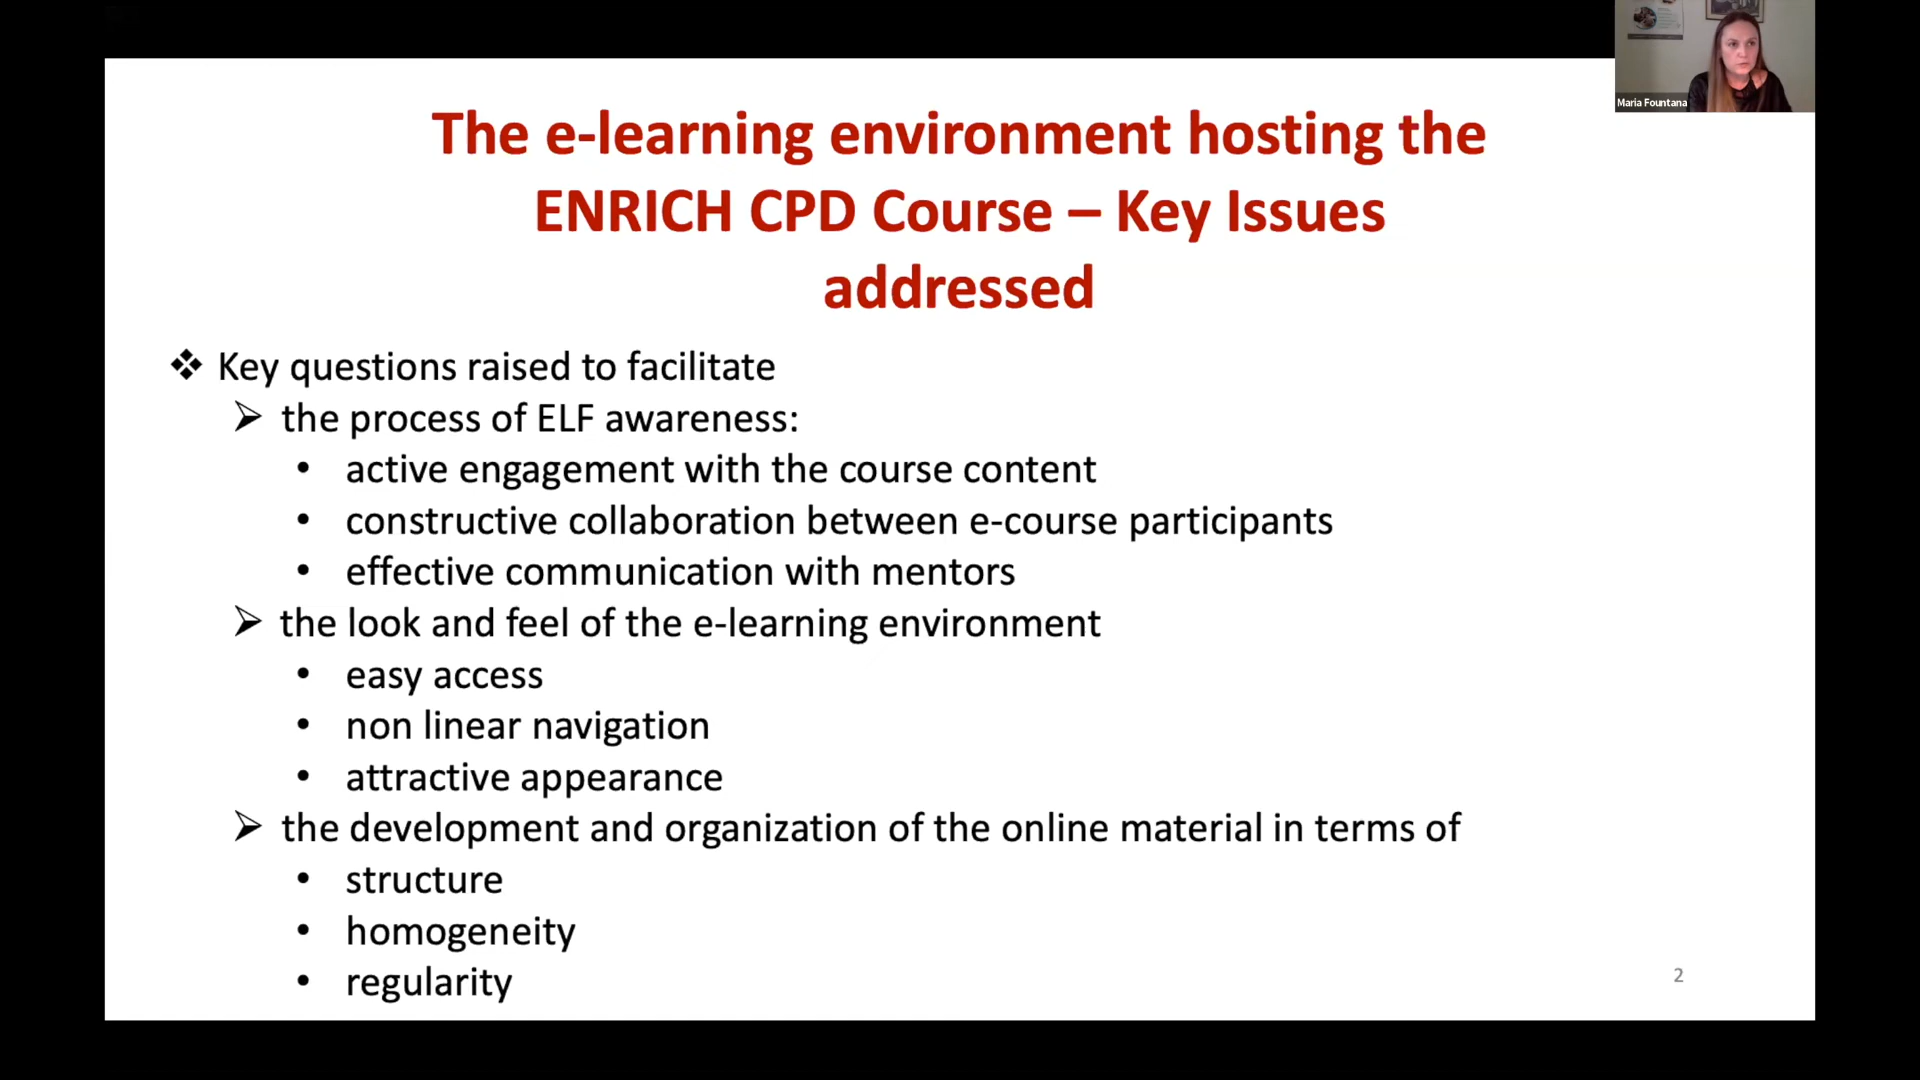 Maria Fountana
The e-learning environment hosting the
ENRICH CPD Course – Key Issues
addressed
❖ Key questions raised to facilitate
➢ the process of ELF awareness:
• active engagement with the course content
• constructive collaboration between e-course participants
• effective communication with mentors
➢ the look and feel of the e-learning environment
• easy access
• non linear navigation
• attractive appearance
➢ the development and organization of the online material in terms of
• structure
• homogeneity
• regularity
2